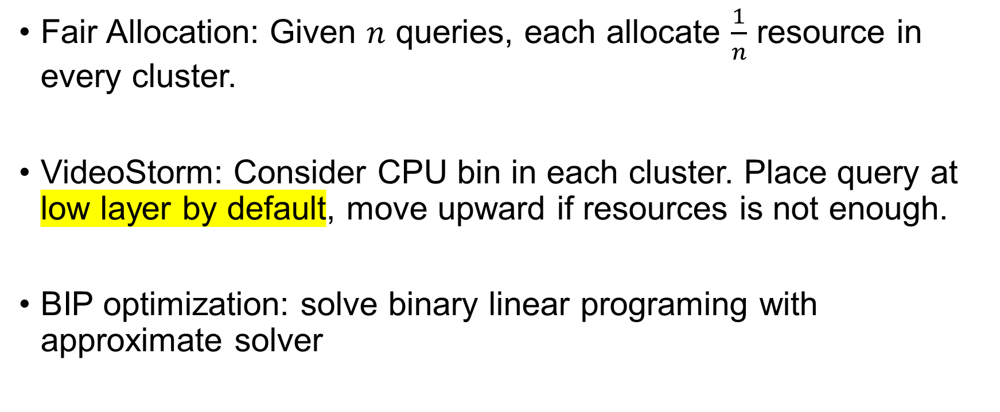 • Fair Allocation: Given n queries, each allocate 1/n resource in
every cluster.
• VideoStorm: Consider CPU bin in each cluster. Place query at
low layer by default, move upward if resources is not enough.
• BIP optimization: solve binary linear programing with
approximate solver